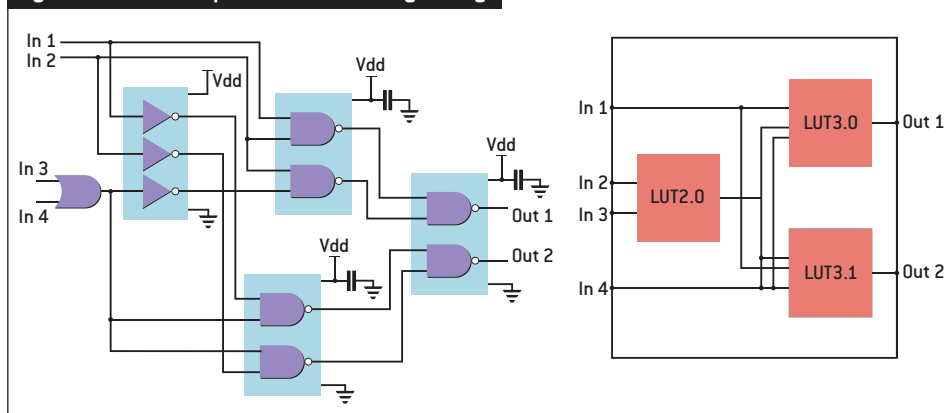 In 1
In 2
Vdd
Vdd
Vdd
In 3
In 4
Out 1
Out 2
Vdd
In 1
In 2
In 3
In 4
LUT2.0
LUT3.0
LUT3.1
Out 1
Out 2